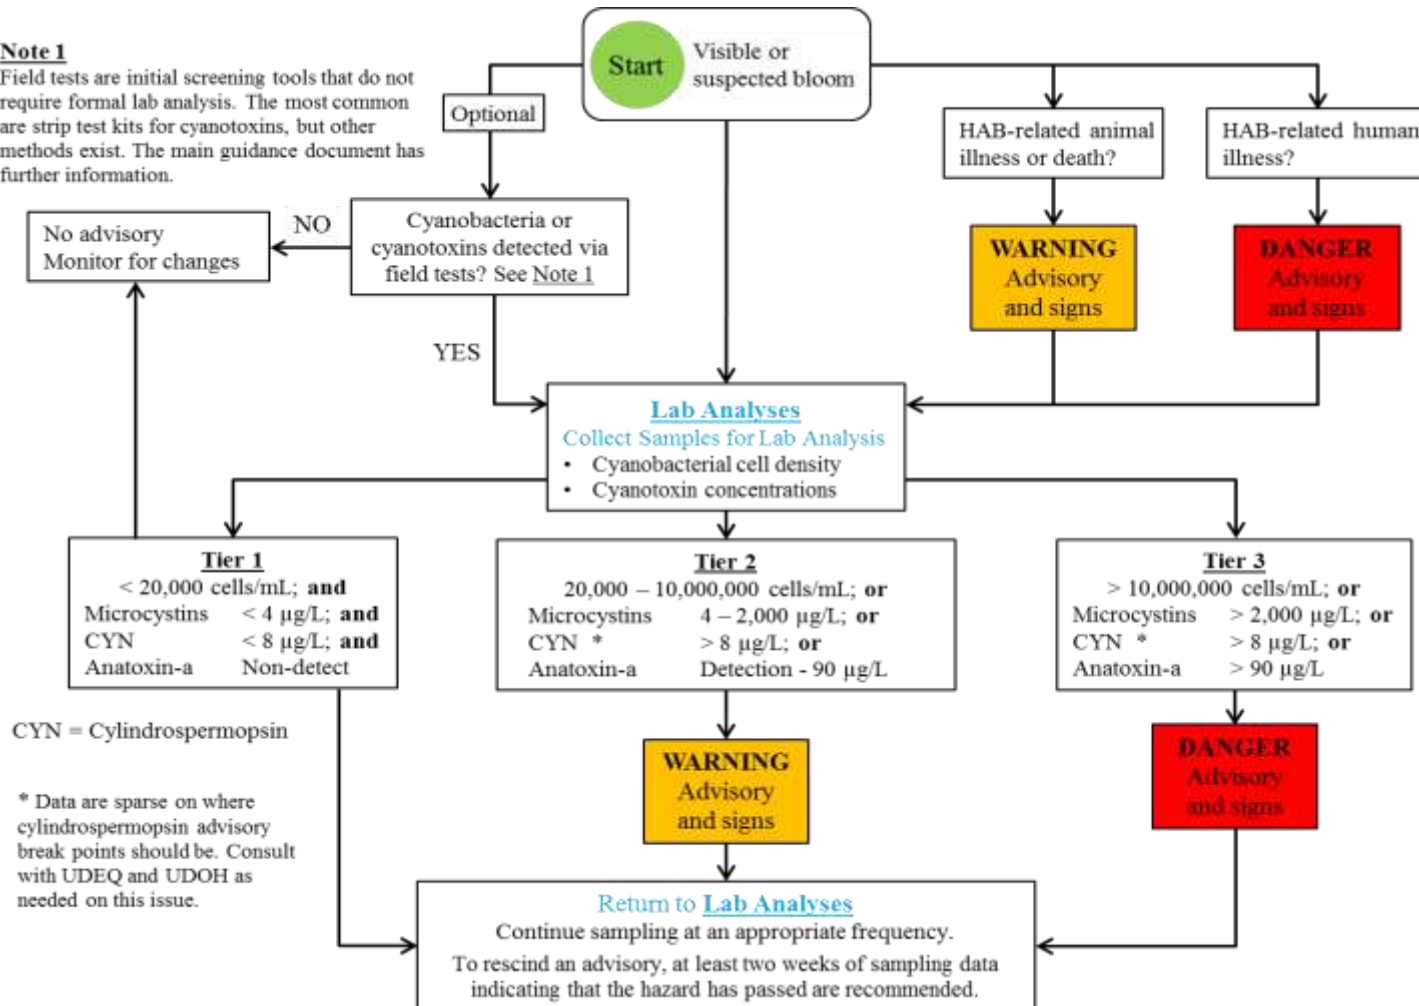 Note 1
Field tests are initial screening tools that do not
require formal lab analysis. The most common
are strip test kits for cyanotoxins, but other
methods exist. The main guidance document has
further information.
Start
Visible or
suspected bloom
Optional
HAB-related animal
illness or death?
HAB-related human
illness?
No advisory
Monitor for changes
NO
Cyanobacteria or
cyanotoxins detected via
field tests? See Note 1
WARNING
Advisory
and signs
DANGER
Advisory
and signs
YES
Lab Analyses
Collect Samples for Lab Analysis
• Cyanobacterial cell density
• Cyanotoxin concentrations
Tier 1
< 20,000 cells/mL; and
Microcystins < 4 µg/L; and
CYN < 8 µg/L; and
Anatoxin-a Non-detect
Tier 2
20,000 – 10,000,000 cells/mL; or
Microcystins 4 – 2,000 µg/L; or
CYN * > 8 µg/L; or
Anatoxin-a Detection - 90 µg/L
Tier 3
> 10,000,000 cells/mL; or
Microcystins > 2,000 µg/L; or
CYN * > 8 µg/L; or
Anatoxin-a > 90 µg/L
CYN = Cylindrospermopsin
WARNING
Advisory
and signs
DANGER
Advisory
and signs
* Data are sparse on where
cylindrospermopsin advisory
break points should be. Consult
with UDEQ and UDOH as
needed on this issue.
Return to Lab Analyses
Continue sampling at an appropriate frequency.
To rescind an advisory, at least two weeks of sampling data
indicating that the hazard has passed are recommended.